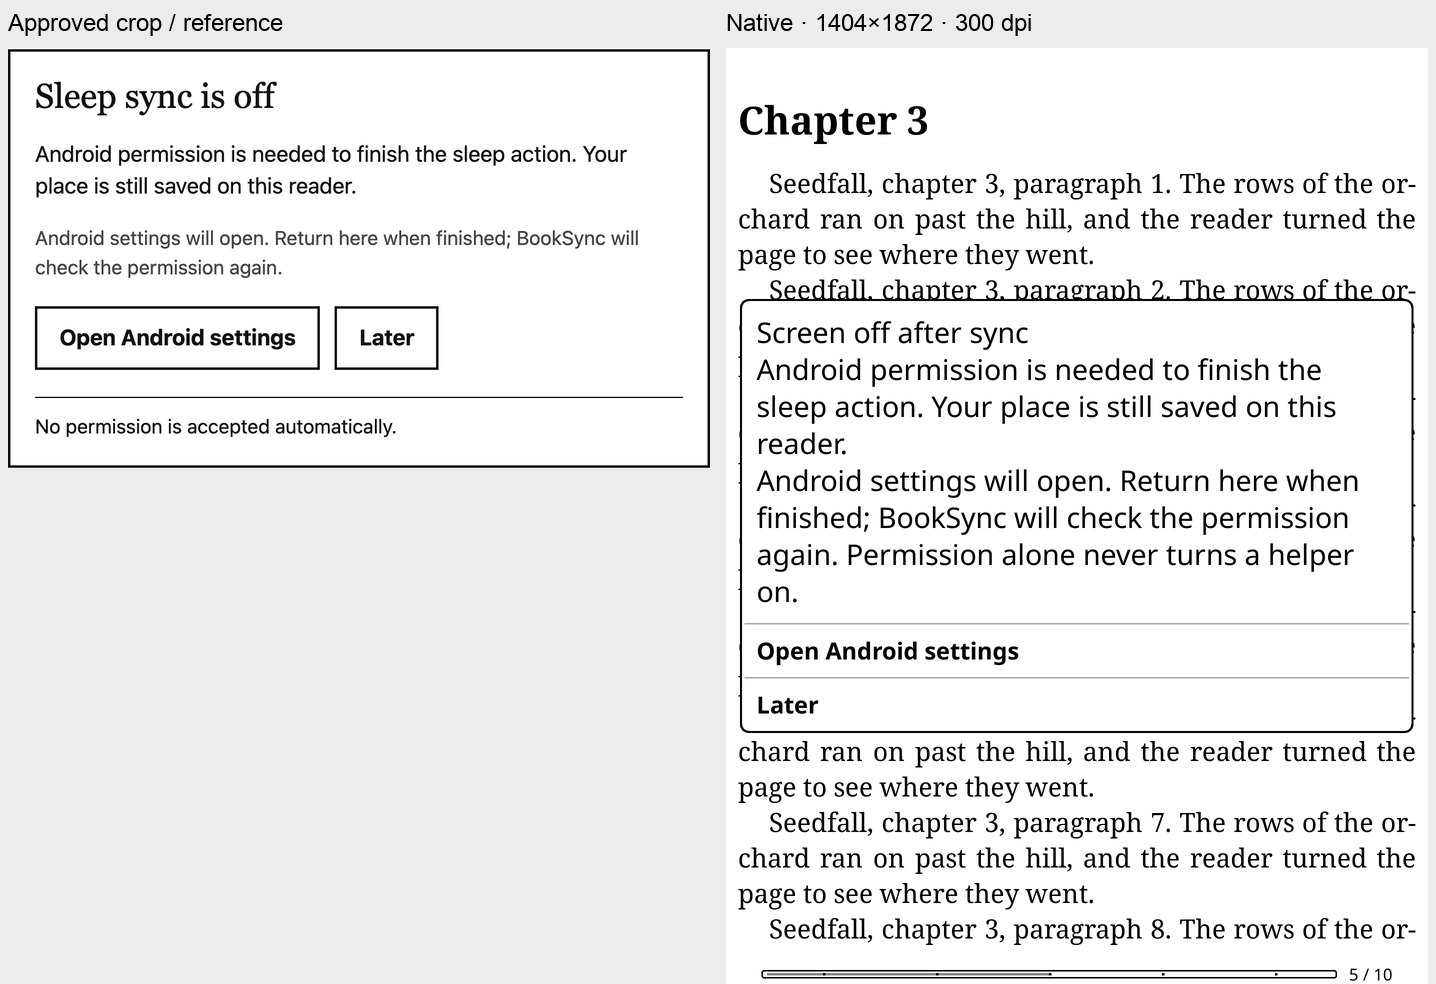 Approved crop / reference
Sleep sync is off
Android permission is needed to finish the sleep action. Your
place is still saved on this reader.
Android settings will open. Return here when finished; BookSync will
check the permission again.
Open Android settings
Later
No permission is accepted automatically.
Native · 1404×1872 · 300 dpi
Chapter 3
Seedfall, chapter 3, paragraph 1. The rows of the or-
chard ran on past the hill, and the reader turned the
page to see where they went.
Seedfall, chapter 3, paragraph 2. The rows of the or-
Screen off after sync
Android permission is needed to finish the
sleep action. Your place is still saved on this
reader.
Android settings will open. Return here when
finished; BookSync will check the permission
again. Permission alone never turns a helper
on.
Open Android settings
Later
chard ran on past the hill, and the reader turned the
page to see where they went.
Seedfall, chapter 3, paragraph 7. The rows of the or-
chard ran on past the hill, and the reader turned the
page to see where they went.
Seedfall, chapter 3, paragraph 8. The rows of the or-
5 / 10